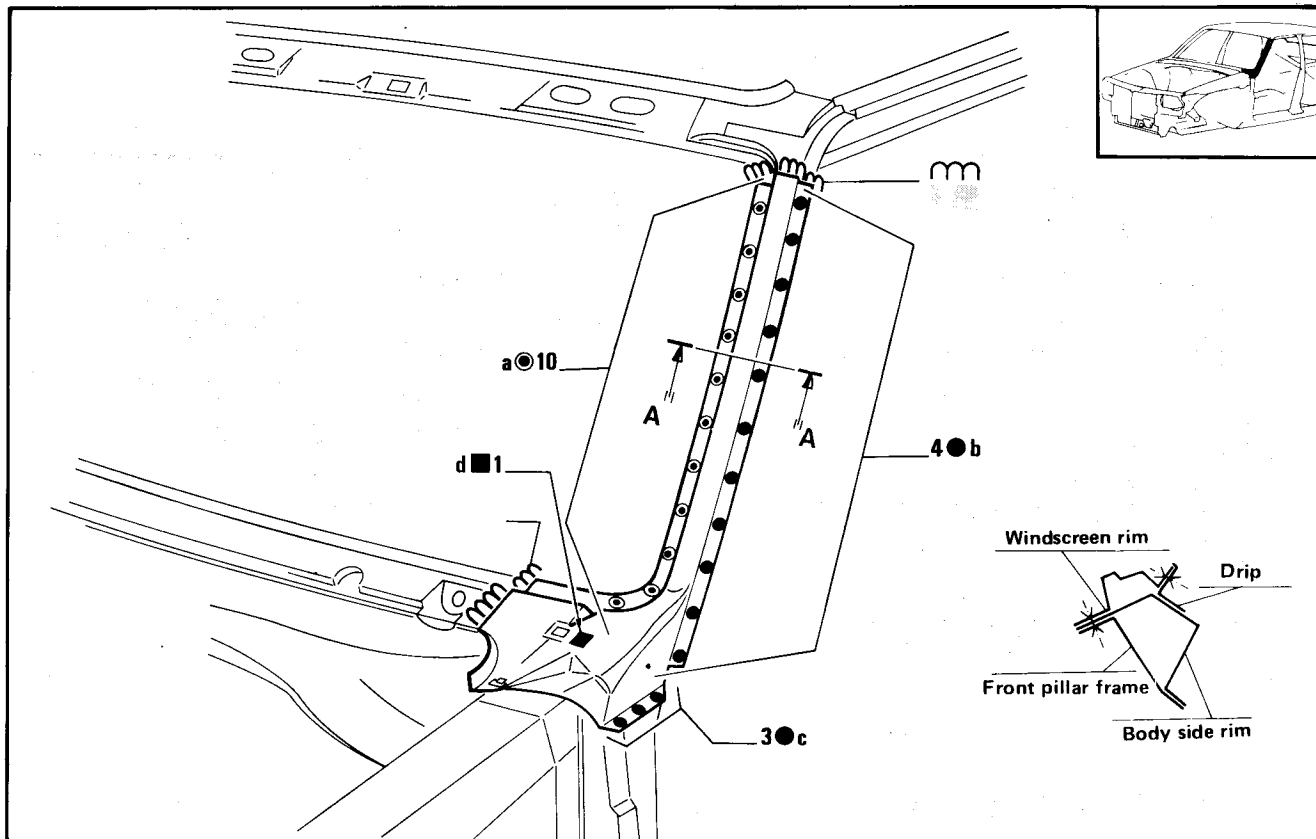 a ◉ 10
A
A
d ■ 1
4 ● b
Windscreen rim
Drip
Front pillar frame
3 ● c
Body side rim